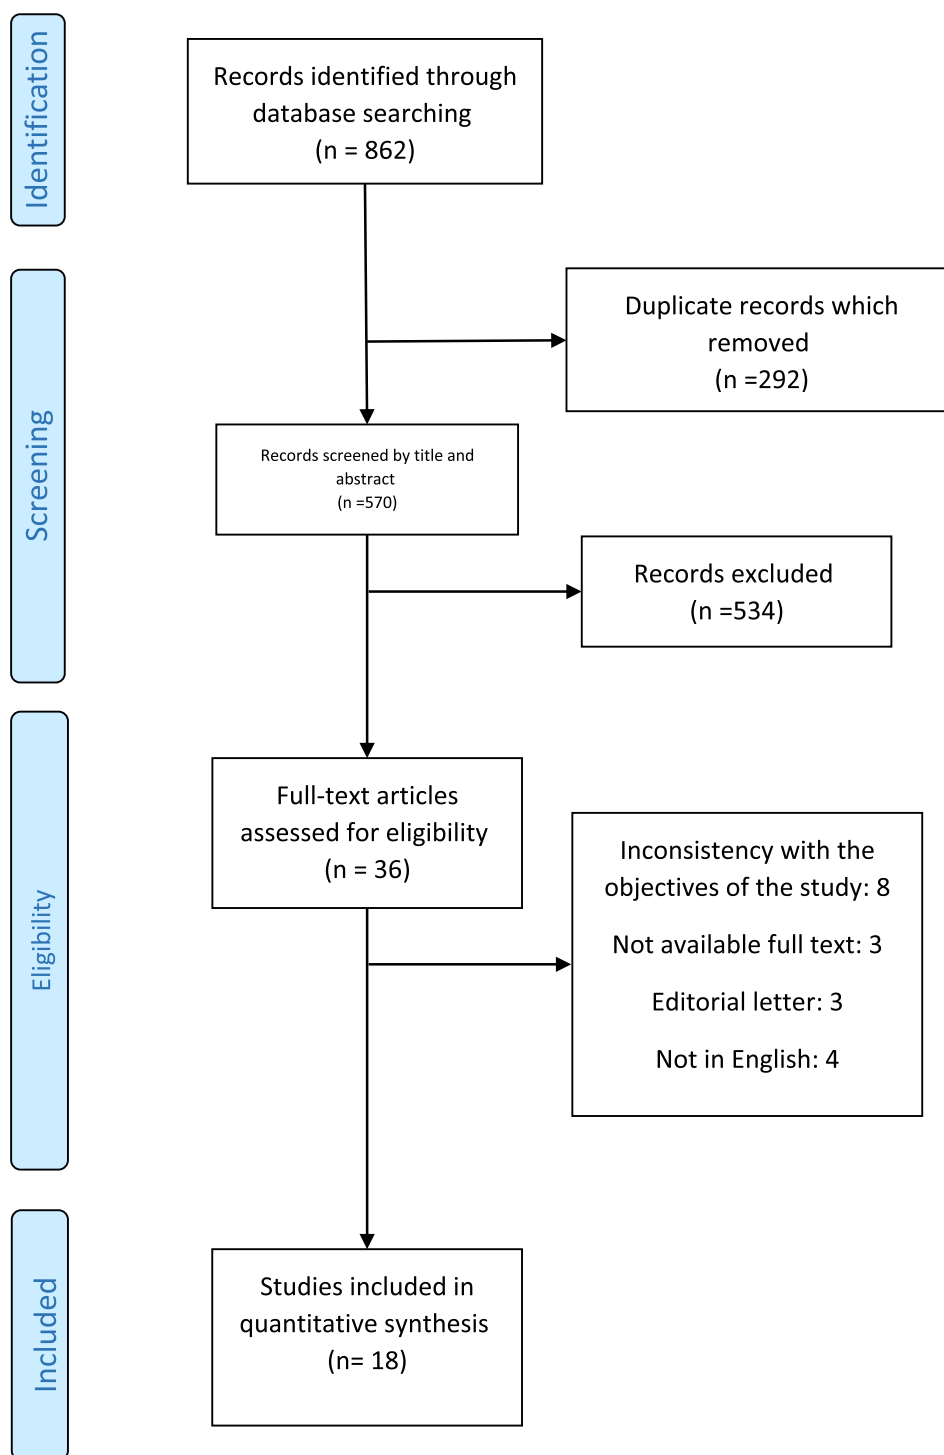 Identification
Records identified through
database searching
(n = 862)
Duplicate records which
removed
(n =292)
Screening
Records screened by title and
abstract
(n =570)
Records excluded
(n =534)
Eligibility
Full-text articles
assessed for eligibility
(n = 36)
Inconsistency with the
objectives of the study: 8
Not available full text: 3
Editorial letter: 3
Not in English: 4
Included
Studies included in
quantitative synthesis
(n= 18)